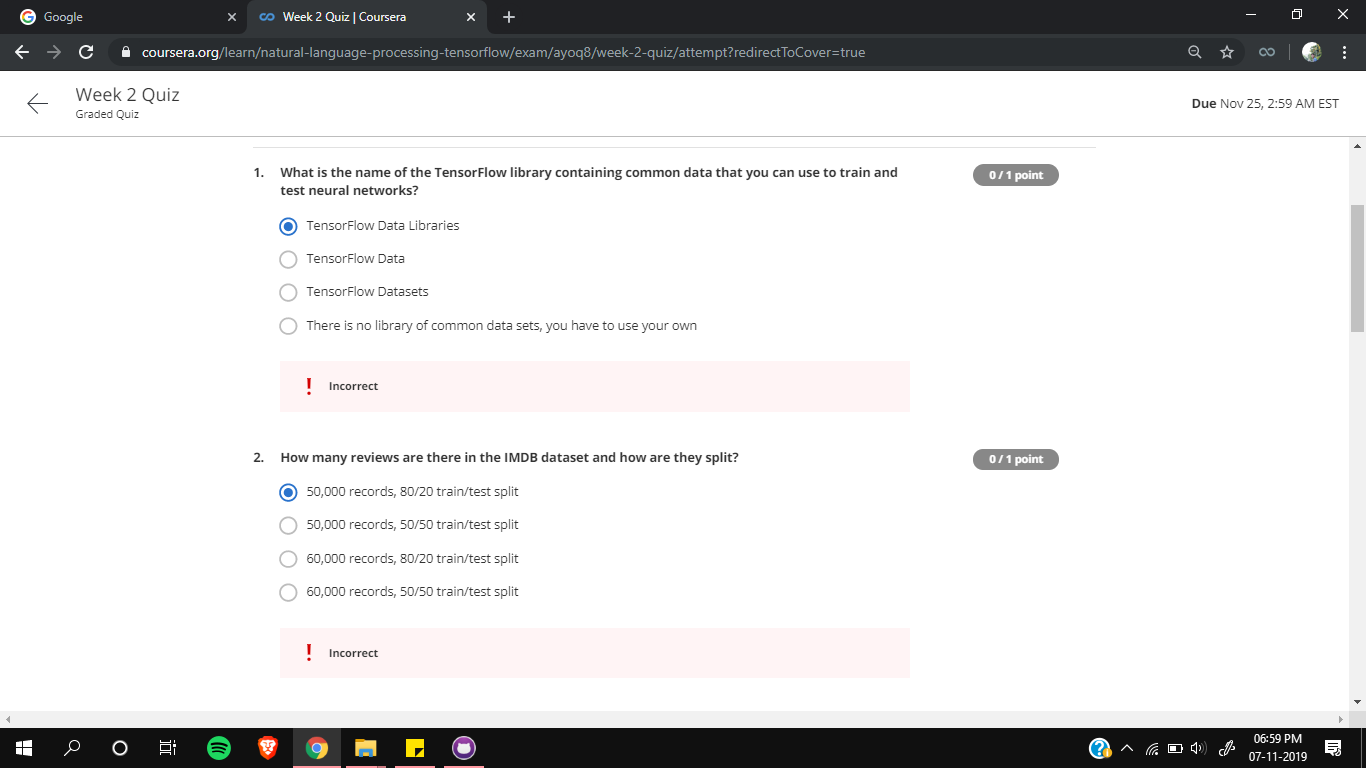 Google
Week 2 Quiz | Coursera
coursera.org/learn/natural-language-processing-tensorflow/exam/ayoq8/week-2-quiz/attempt?redirectToCover=true
Week 2 Quiz
Graded Quiz
Due Nov 25, 2:59 AM EST
1. What is the name of the TensorFlow library containing common data that you can use to train and
test neural networks?
0 / 1 point
TensorFlow Data Libraries
TensorFlow Data
TensorFlow Datasets
There is no library of common data sets, you have to use your own
! Incorrect
2. How many reviews are there in the IMDB dataset and how are they split?
0 / 1 point
50,000 records, 80/20 train/test split
50,000 records, 50/50 train/test split
60,000 records, 80/20 train/test split
60,000 records, 50/50 train/test split
! Incorrect
06:59 PM
07-11-2019